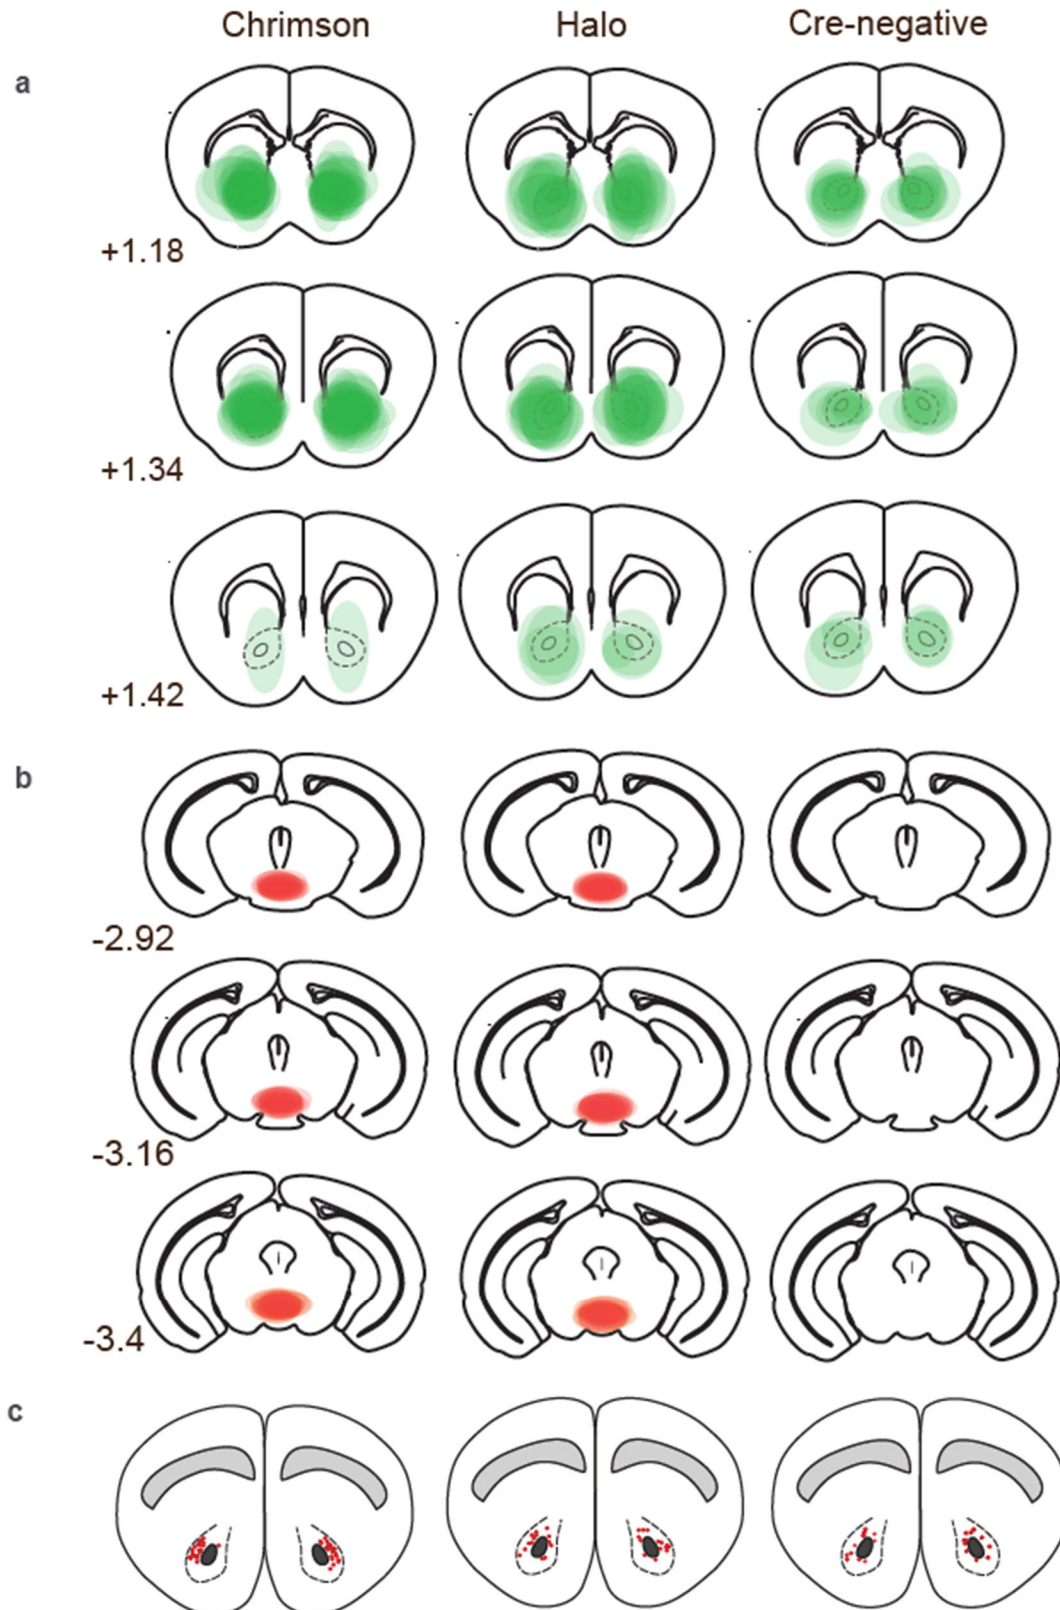 Chrimson Halo Cre-negative
a
+1.18
+1.34
+1.42
b
-2.92
-3.16
-3.4
c